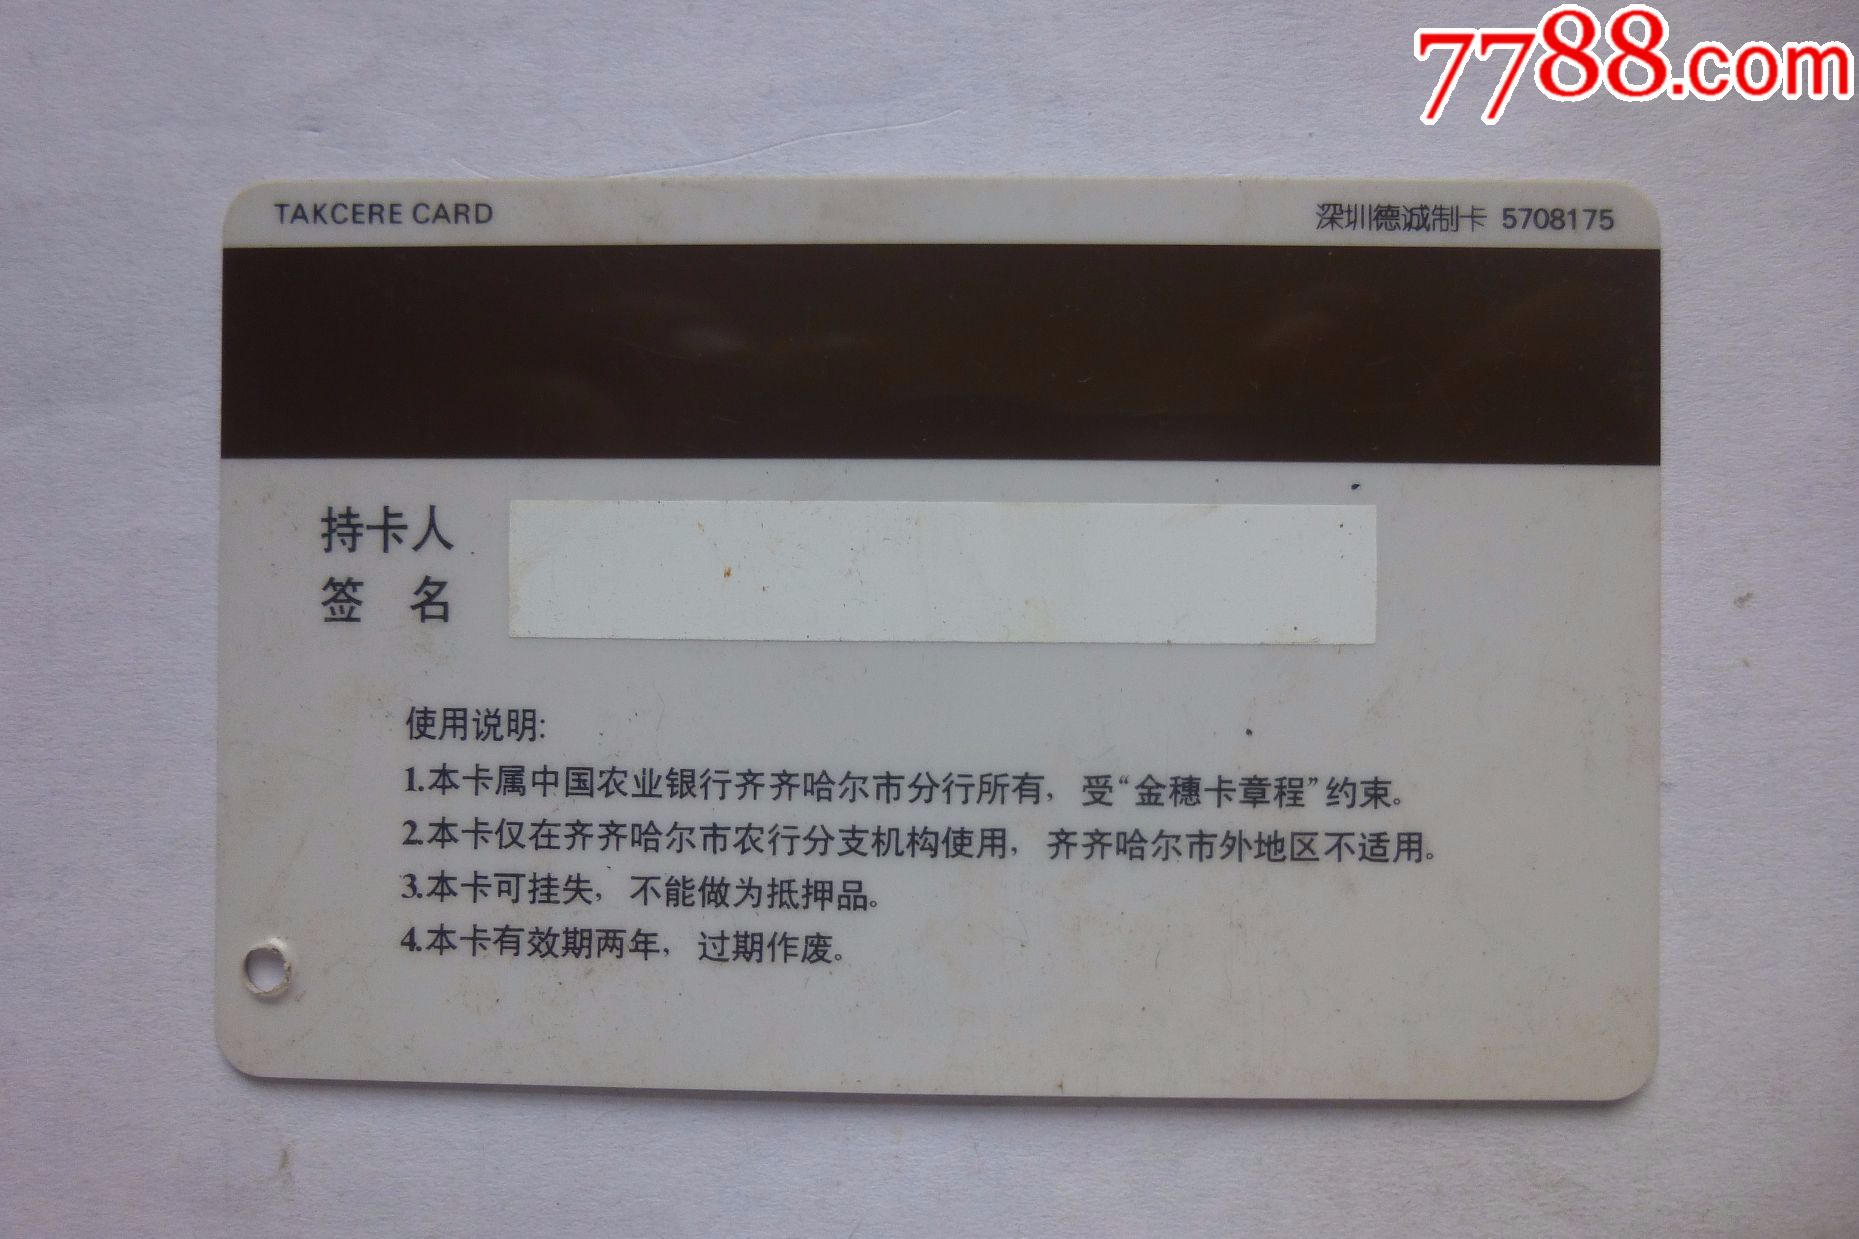 7788.com
TAKCERE CARD
深圳德诚制卡 5708175
持卡人
签 名
使用说明:
1.本卡属中国农业银行齐齐哈尔市分行所有，受“金穗卡章程”约束。
2.本卡仅在齐齐哈尔市农行分支机构使用，齐齐哈尔市外地区不适用。
3.本卡可挂失，不能做为抵押品。
4.本卡有效期两年，过期作废。